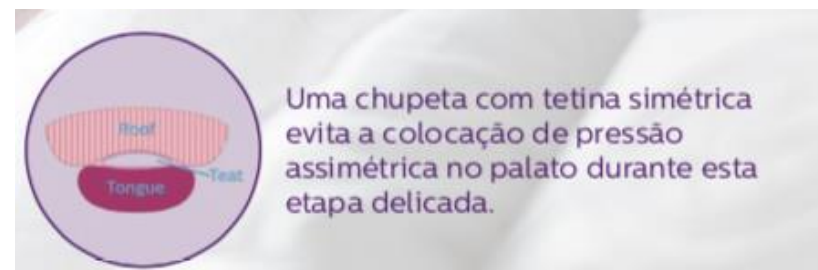 Roof
Teat
Tongue
Uma chupeta com tetina simétrica
evita a colocação de pressão
assimétrica no palato durante esta
etapa delicada.